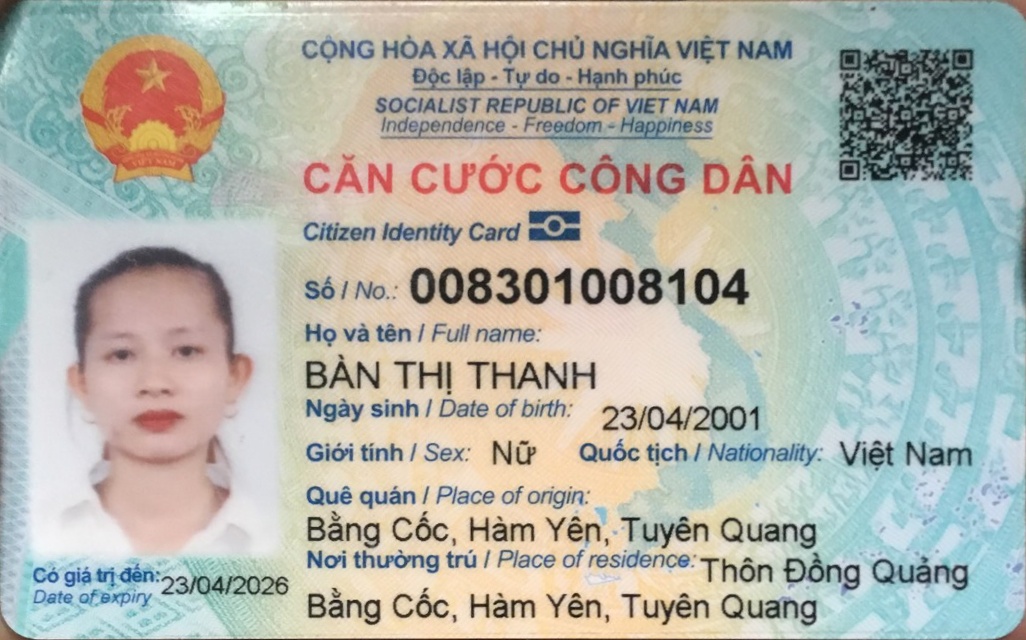 CỘNG HÒA XÃ HỘI CHỦ NGHĨA VIỆT NAM
Độc lập - Tự do - Hạnh phúc
SOCIALIST REPUBLIC OF VIET NAM
Independence - Freedom - Happiness
CĂN CƯỚC CÔNG DÂN
Citizen Identity Card
Số / No.: 008301008104
Họ và tên / Full name:
BÀN THỊ THANH
Ngày sinh / Date of birth: 23/04/2001
Giới tính / Sex: Nữ Quốc tịch / Nationality: Việt Nam
Quê quán / Place of origin:
Bằng Cốc, Hàm Yên, Tuyên Quang
Nơi thường trú / Place of residence: Thôn Đồng Quảng
Bằng Cốc, Hàm Yên, Tuyên Quang
Có giá trị đến: 23/04/2026
Date of expiry